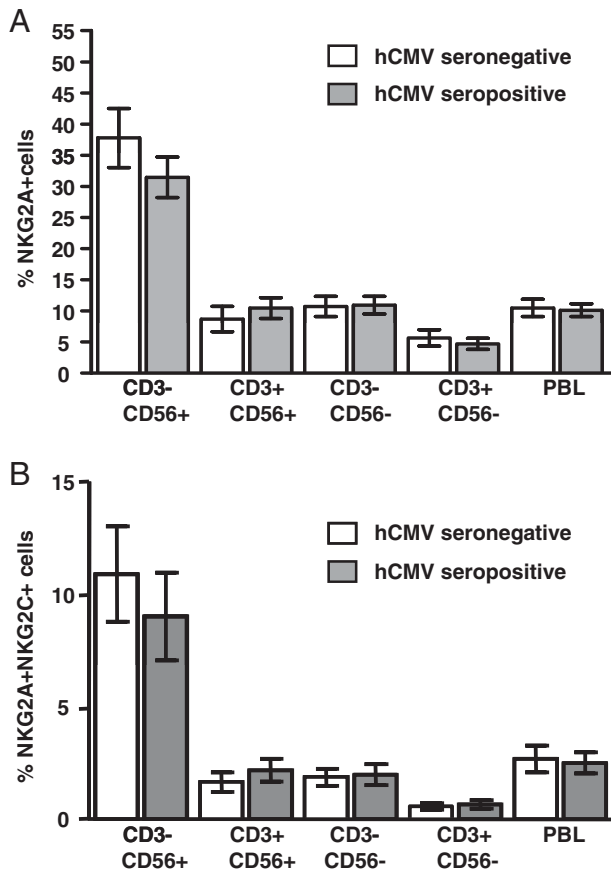 A
55
50
45
40
35
30
25
20
15
10
5
0
% NKG2A+cells
hCMV seronegative
hCMV seropositive
CD3- CD3+ CD3- CD3+ PBL
CD56+ CD56+ CD56- CD56-
B
15
10
5
0
% NKG2A+NKG2C+ cells
hCMV seronegative
hCMV seropositive
CD3- CD3+ CD3- CD3+ PBL
CD56+ CD56+ CD56- CD56-